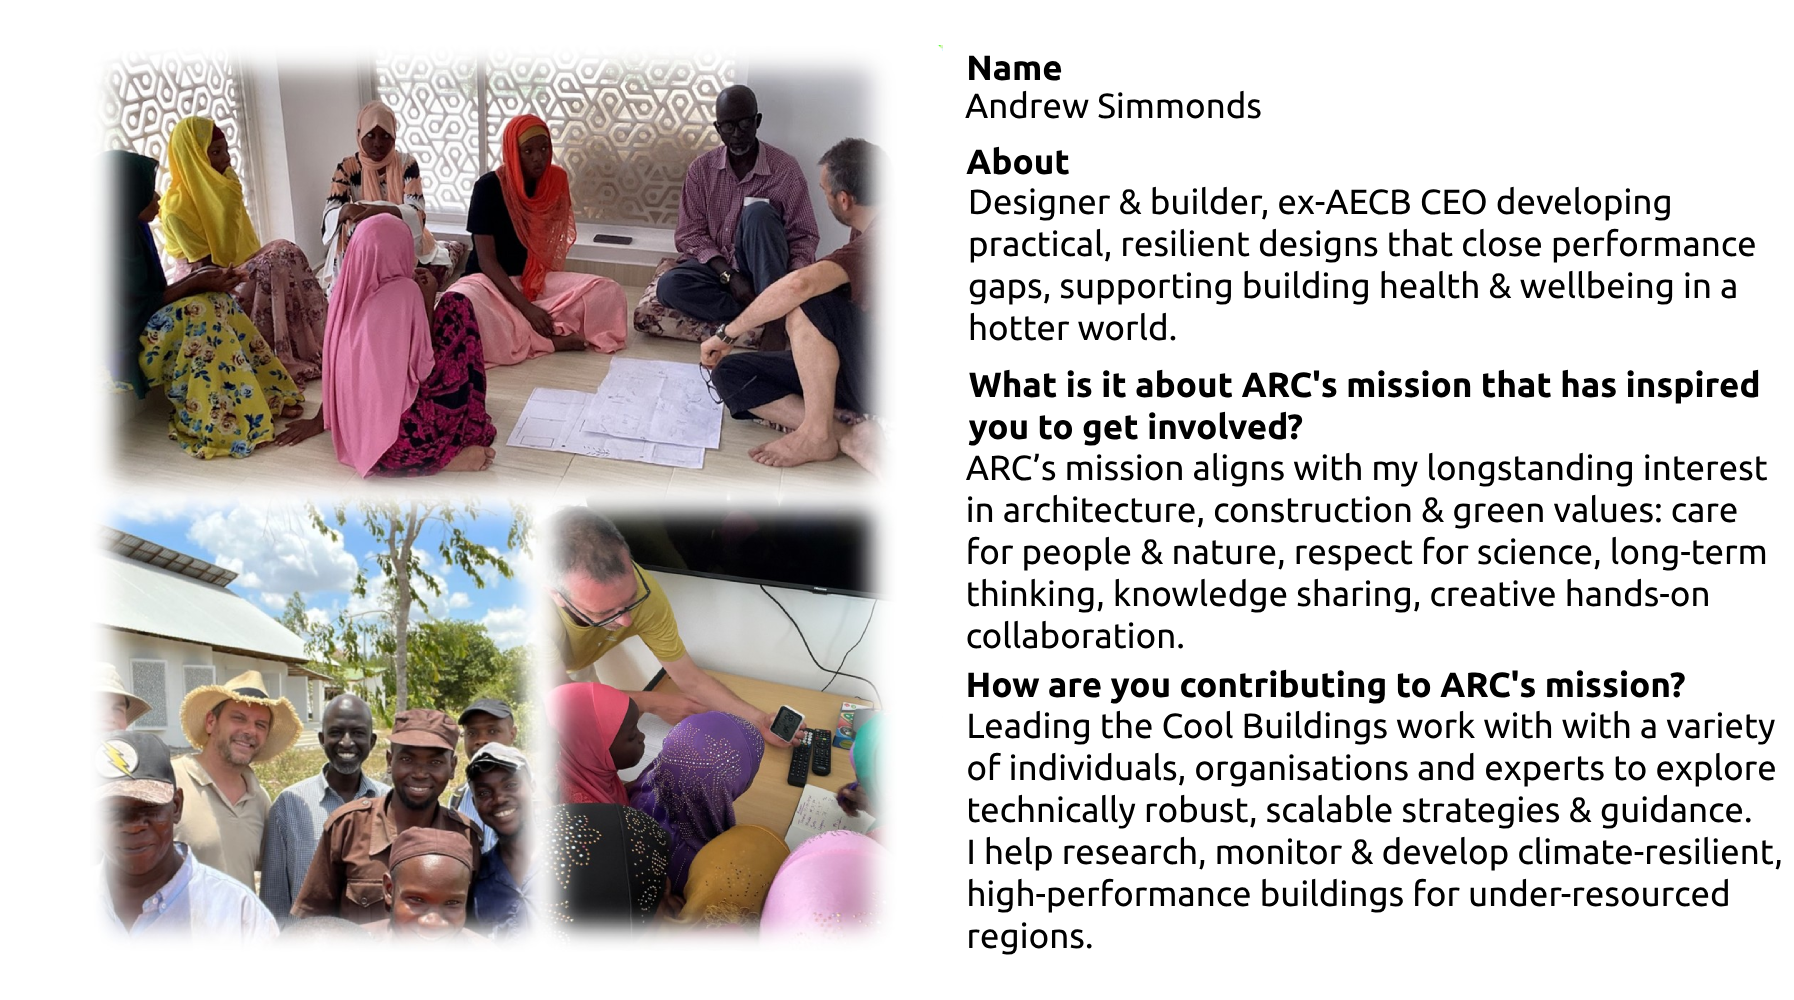 Name
Andrew Simmonds
About
Designer & builder, ex-AECB CEO developing
practical, resilient designs that close performance
gaps, supporting building health & wellbeing in a
hotter world.
What is it about ARC's mission that has inspired
you to get involved?
ARC’s mission aligns with my longstanding interest
in architecture, construction & green values: care
for people & nature, respect for science, long-term
thinking, knowledge sharing, creative hands-on
collaboration.
How are you contributing to ARC's mission?
Leading the Cool Buildings work with with a variety
of individuals, organisations and experts to explore
technically robust, scalable strategies & guidance.
I help research, monitor & develop climate-resilient,
high-performance buildings for under-resourced
regions.